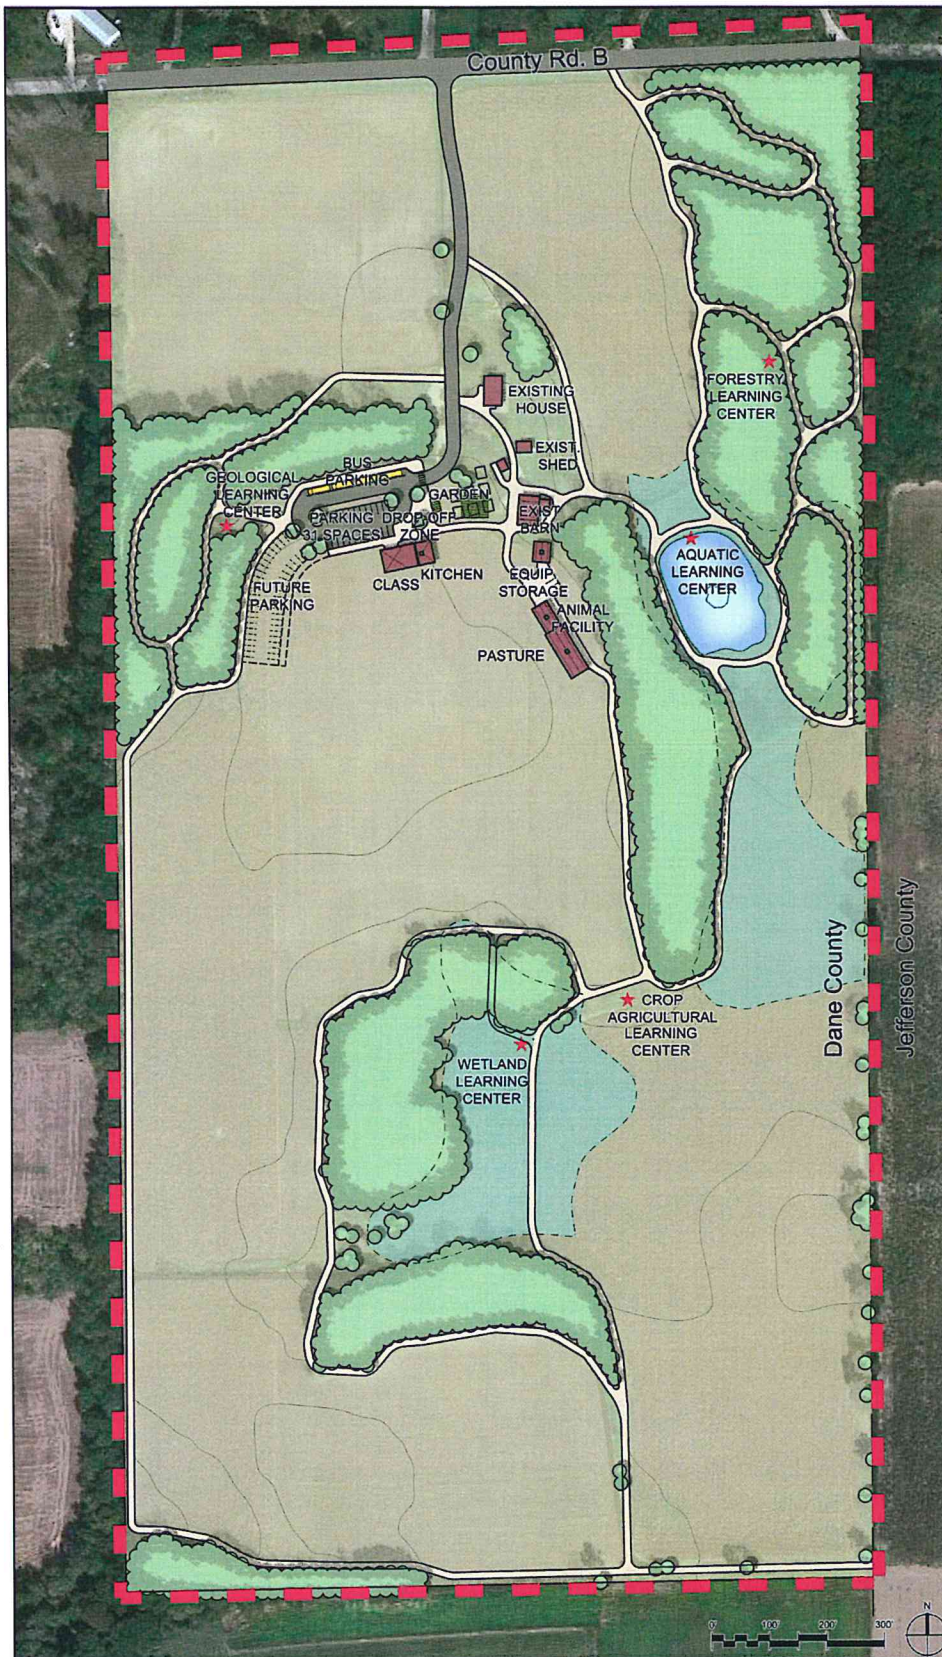 County Rd. B
EXISTING
HOUSE
FORESTRY
LEARNING
CENTER
EXIST.
SHED
BUS
PARKING
GEOLOGICAL
LEARNING
CENTER
GARDEN
PARKING
31 SPACES
DROP OFF
ZONE
EXIST
BARN
AQUATIC
LEARNING
CENTER
KITCHEN
CLASS
FUTURE
PARKING
EQUIP.
STORAGE
ANIMAL
FACILITY
PASTURE
Dane County
Jefferson County
CROP
AGRICULTURAL
LEARNING
CENTER
WETLAND
LEARNING
CENTER
0' 100' 200' 300'
N